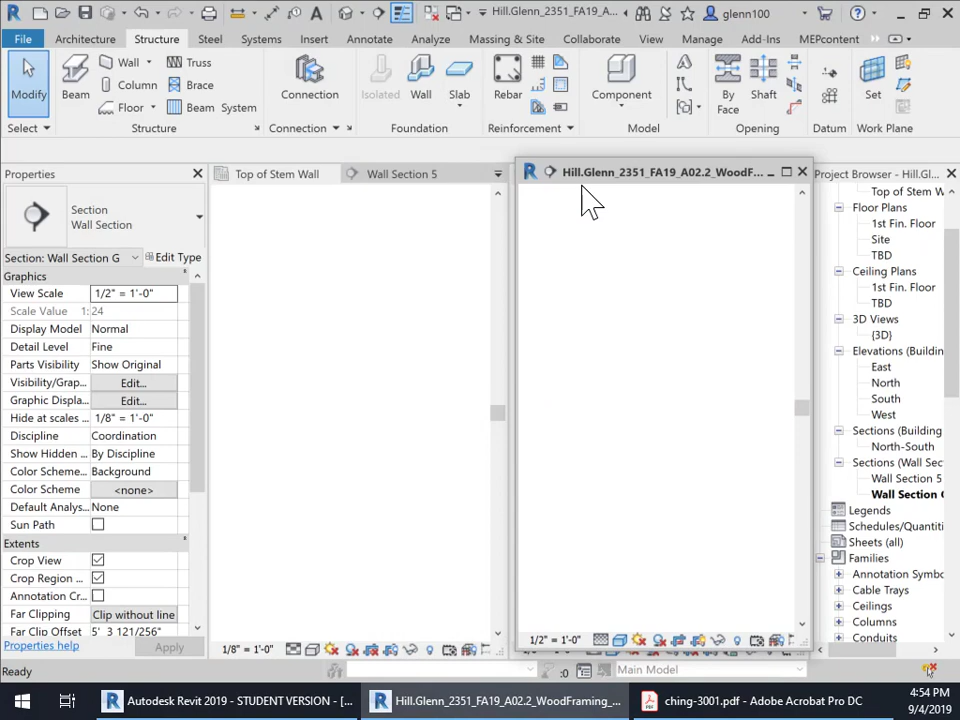 Hill.Glenn_2351_FA19_A...
glenn100
File
Architecture
Structure
Steel
Systems
Insert
Annotate
Analyze
Massing & Site
Collaborate
View
Manage
Add-Ins
MEPcontent
Modify
Beam
Wall
Column
Floor
Truss
Brace
Beam System
Connection
Isolated
Wall
Slab
Rebar
Component
By
Face
Shaft
Set
Select
Structure
Connection
Foundation
Reinforcement
Model
Opening
Datum
Work Plane
Properties
Top of Stem Wall
Wall Section 5
Hill.Glenn_2351_FA19_A02.2_WoodF...
Project Browser - Hill.G...
Section
Wall Section
Section: Wall Section G
Edit Type
Graphics
View Scale 1/2" = 1'-0"
Scale Value 1: 24
Display Model Normal
Detail Level Fine
Parts Visibility Show Original
Visibility/Grap... Edit...
Graphic Displa... Edit...
Hide at scales ... 1/8" = 1'-0"
Discipline Coordination
Show Hidden ... By Discipline
Color Scheme... Background
Color Scheme <none>
Default Analys... None
Sun Path
Extents
Crop View
Crop Region ...
Annotation Cr...
Far Clipping Clip without line
Far Clip Offset 5' 3 121/256"
Properties help
Apply
1/8" = 1'-0"
1/2" = 1'-0"
Top of Stem W
Floor Plans
1st Fin. Floor
Site
TBD
Ceiling Plans
1st Fin. Floor
TBD
3D Views
{3D}
Elevations (Buildin
East
North
South
West
Sections (Building
North-South
Sections (Wall Sec
Wall Section 5
Wall Section
Legends
Schedules/Quantiti
Sheets (all)
Families
Annotation Symbo
Cable Trays
Ceilings
Columns
Conduits
Ready
:0
Main Model
Autodesk Revit 2019 - STUDENT VERSION - [...
Hill.Glenn_2351_FA19_A02.2_WoodFraming_...
ching-3001.pdf - Adobe Acrobat Pro DC
4:54 PM
9/4/2019